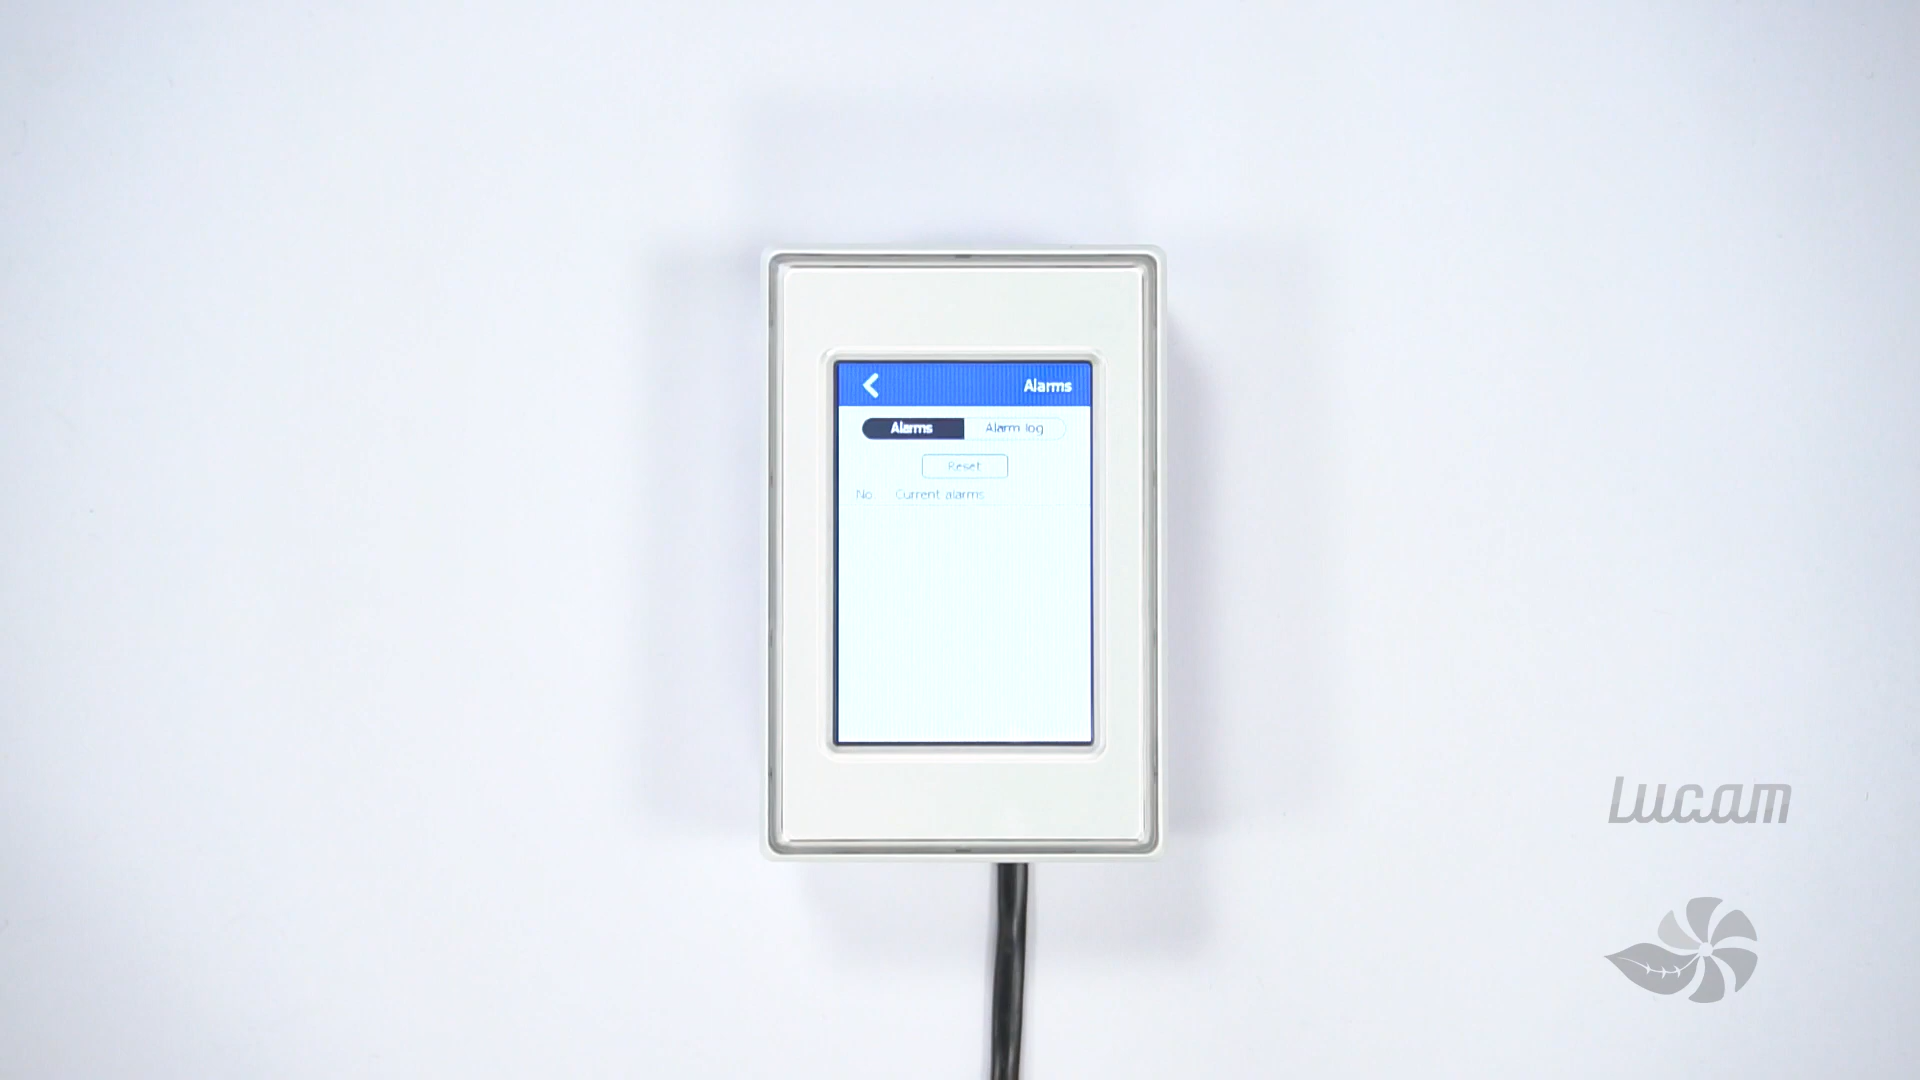 Alarms
Alarms Alarm log
Reset
No Current alarms
Lucam